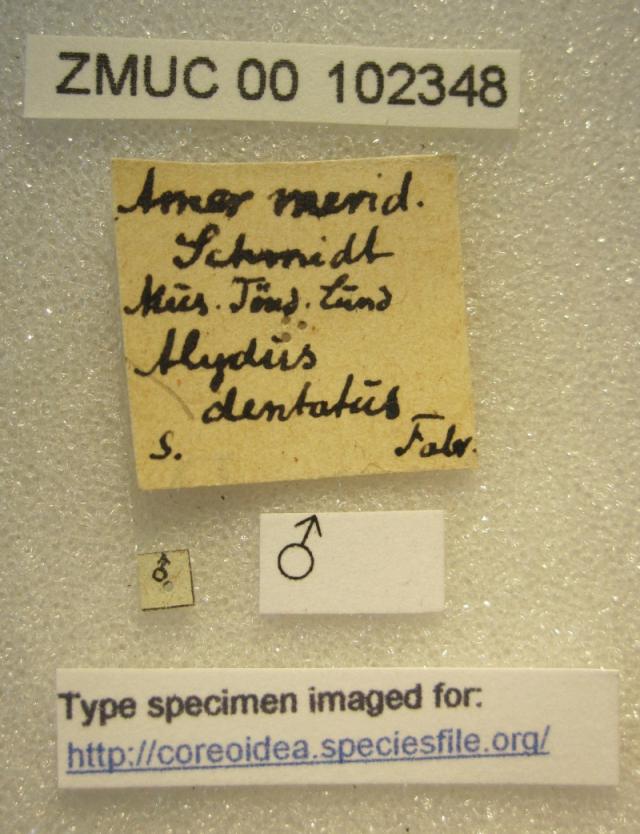 ZMUC 00 102348
Amer merid.
Schmidt
Mus. Tönd. Lund
Alydus
dentatus
S. Fabr.
♂
♂
Type specimen imaged for:
http://coreoidea.speciesfile.org/